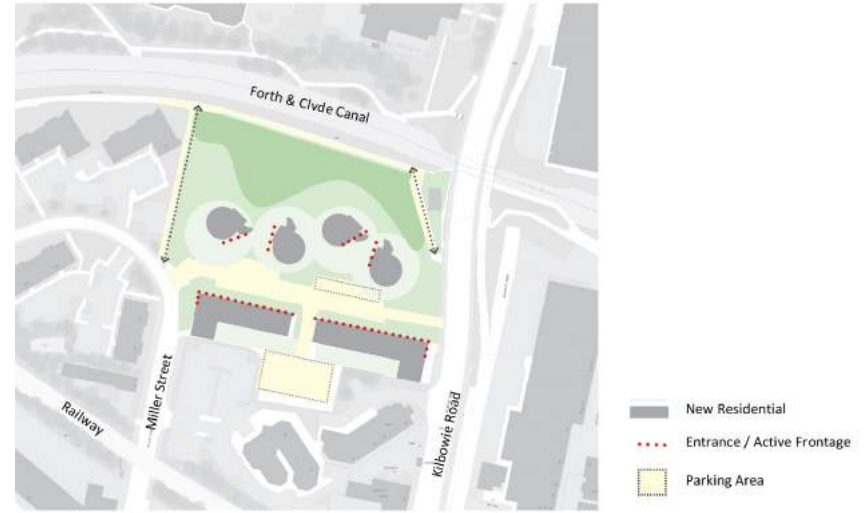 Forth & Clyde Canal
Miller Street
Railway
Kilbowie Road
New Residential
Entrance / Active Frontage
Parking Area